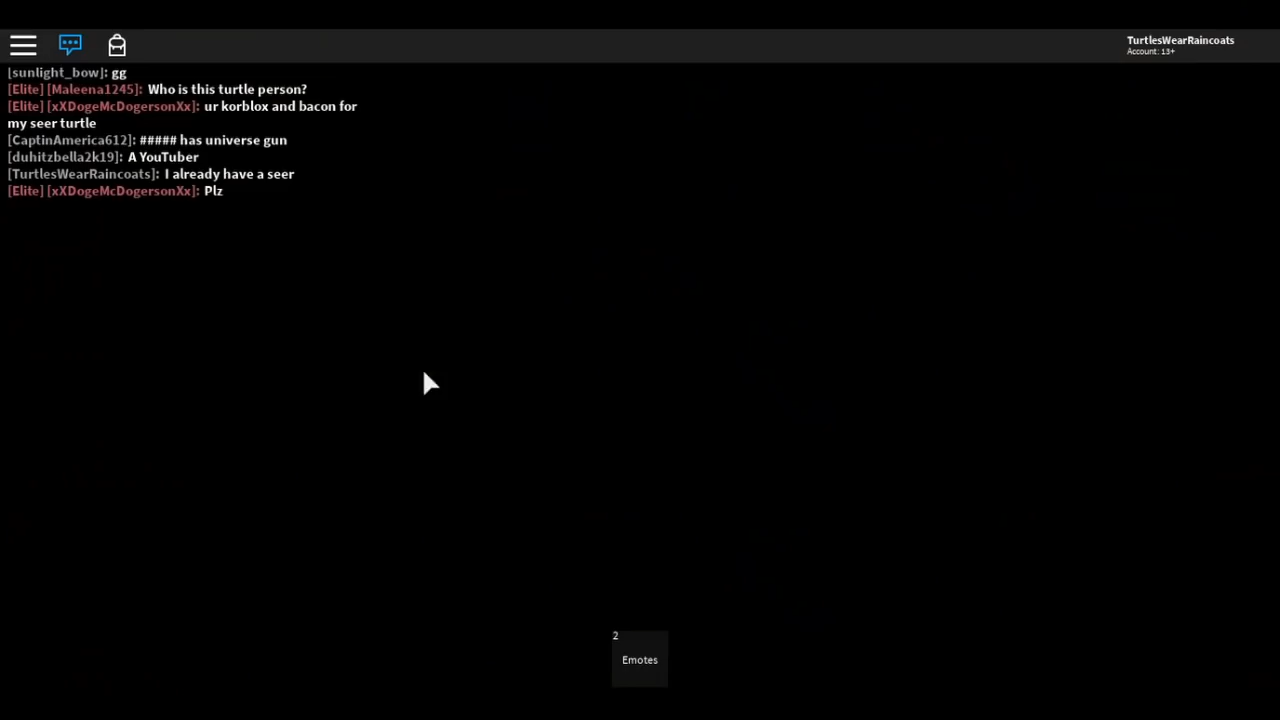 TurtlesWearRaincoats
Account: 13+
[sunlight_bow]: gg
[Elite] [Maleena1245]: Who is this turtle person?
[Elite] [xXDogeMcDogersonXx]: ur korblox and bacon for
my seer turtle
[CaptinAmerica612]: ##### has universe gun
[duhitzbella2k19]: A YouTuber
[TurtlesWearRaincoats]: I already have a seer
[Elite] [xXDogeMcDogersonXx]: Plz
2
Emotes